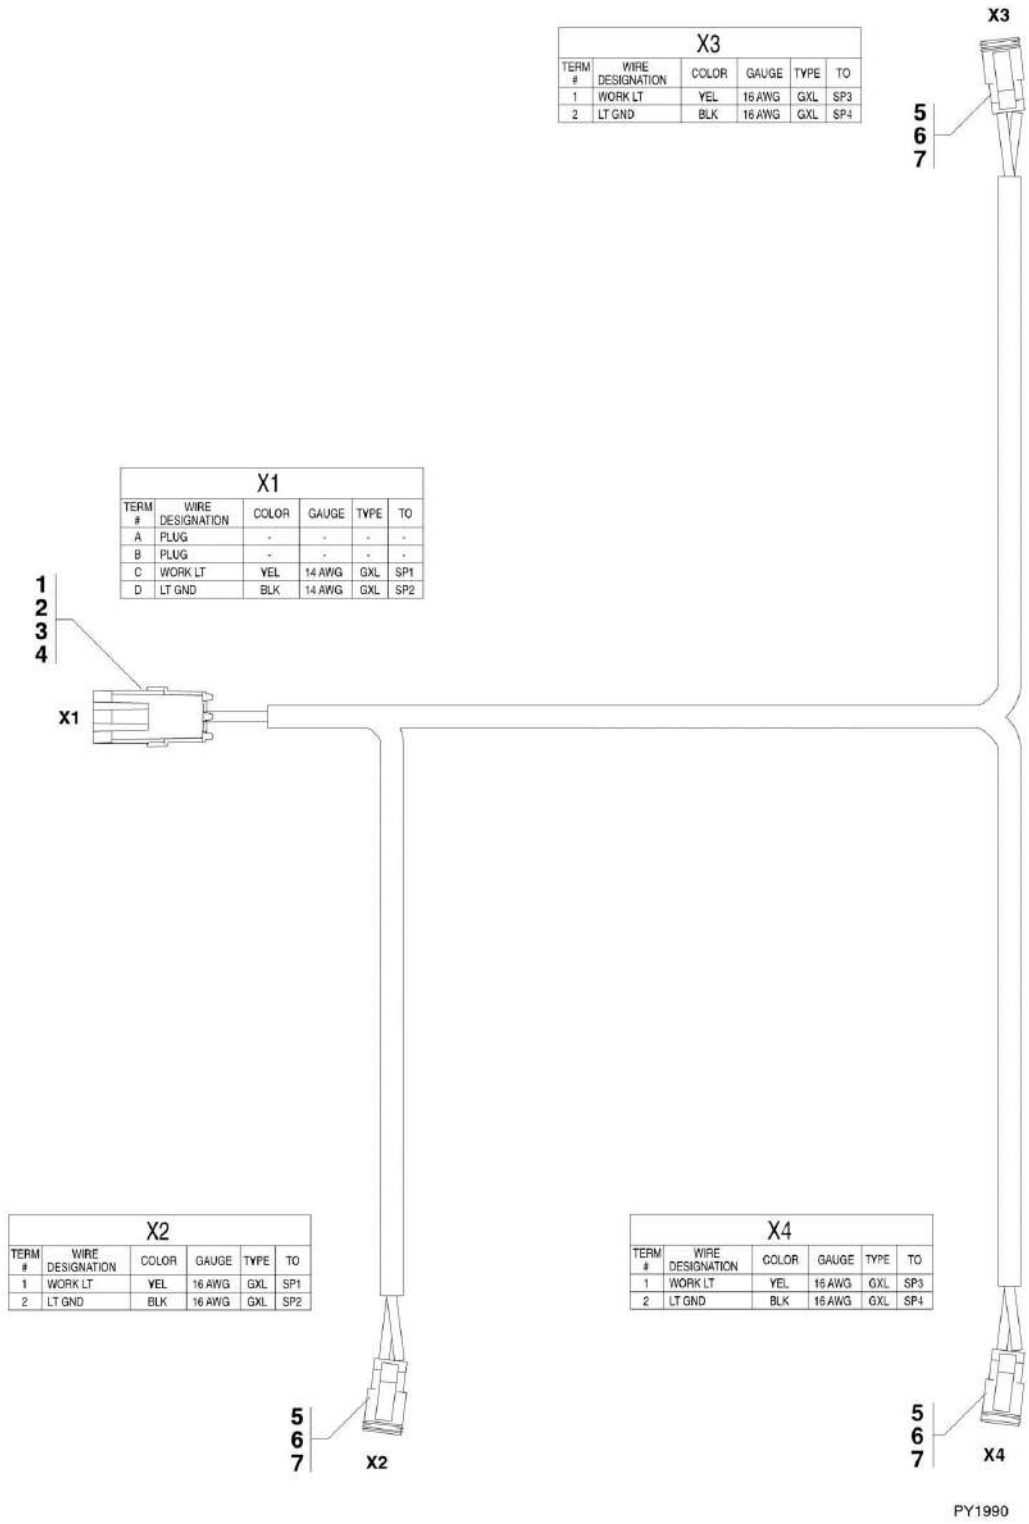 X3
X3
TERM # WIRE DESIGNATION COLOR GAUGE TYPE TO
1 WORK LT YEL 16 AWG GXL SP3
2 LT GND BLK 16 AWG GXL SP4
5
6
7
X1
TERM # WIRE DESIGNATION COLOR GAUGE TYPE TO
A PLUG - - - -
B PLUG - - - -
C WORK LT YEL 14 AWG GXL SP1
D LT GND BLK 14 AWG GXL SP2
1
2
3
4
X1
X2
TERM # WIRE DESIGNATION COLOR GAUGE TYPE TO
1 WORK LT YEL 16 AWG GXL SP1
2 LT GND BLK 16 AWG GXL SP2
X4
TERM # WIRE DESIGNATION COLOR GAUGE TYPE TO
1 WORK LT YEL 16 AWG GXL SP3
2 LT GND BLK 16 AWG GXL SP4
5
6
7
X2
5
6
7
X4
PY1990